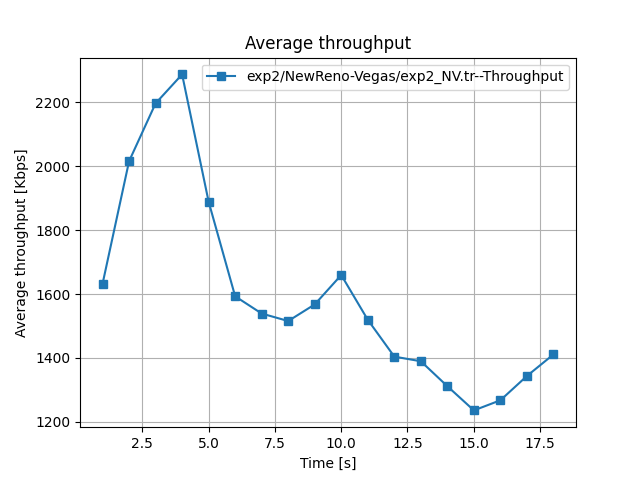 Average throughput
exp2/NewReno-Vegas/exp2_NV.tr--Throughput
2200
2000
1800
1600
1400
1200
Average throughput [Kbps]
2.5 5.0 7.5 10.0 12.5 15.0 17.5
Time [s]